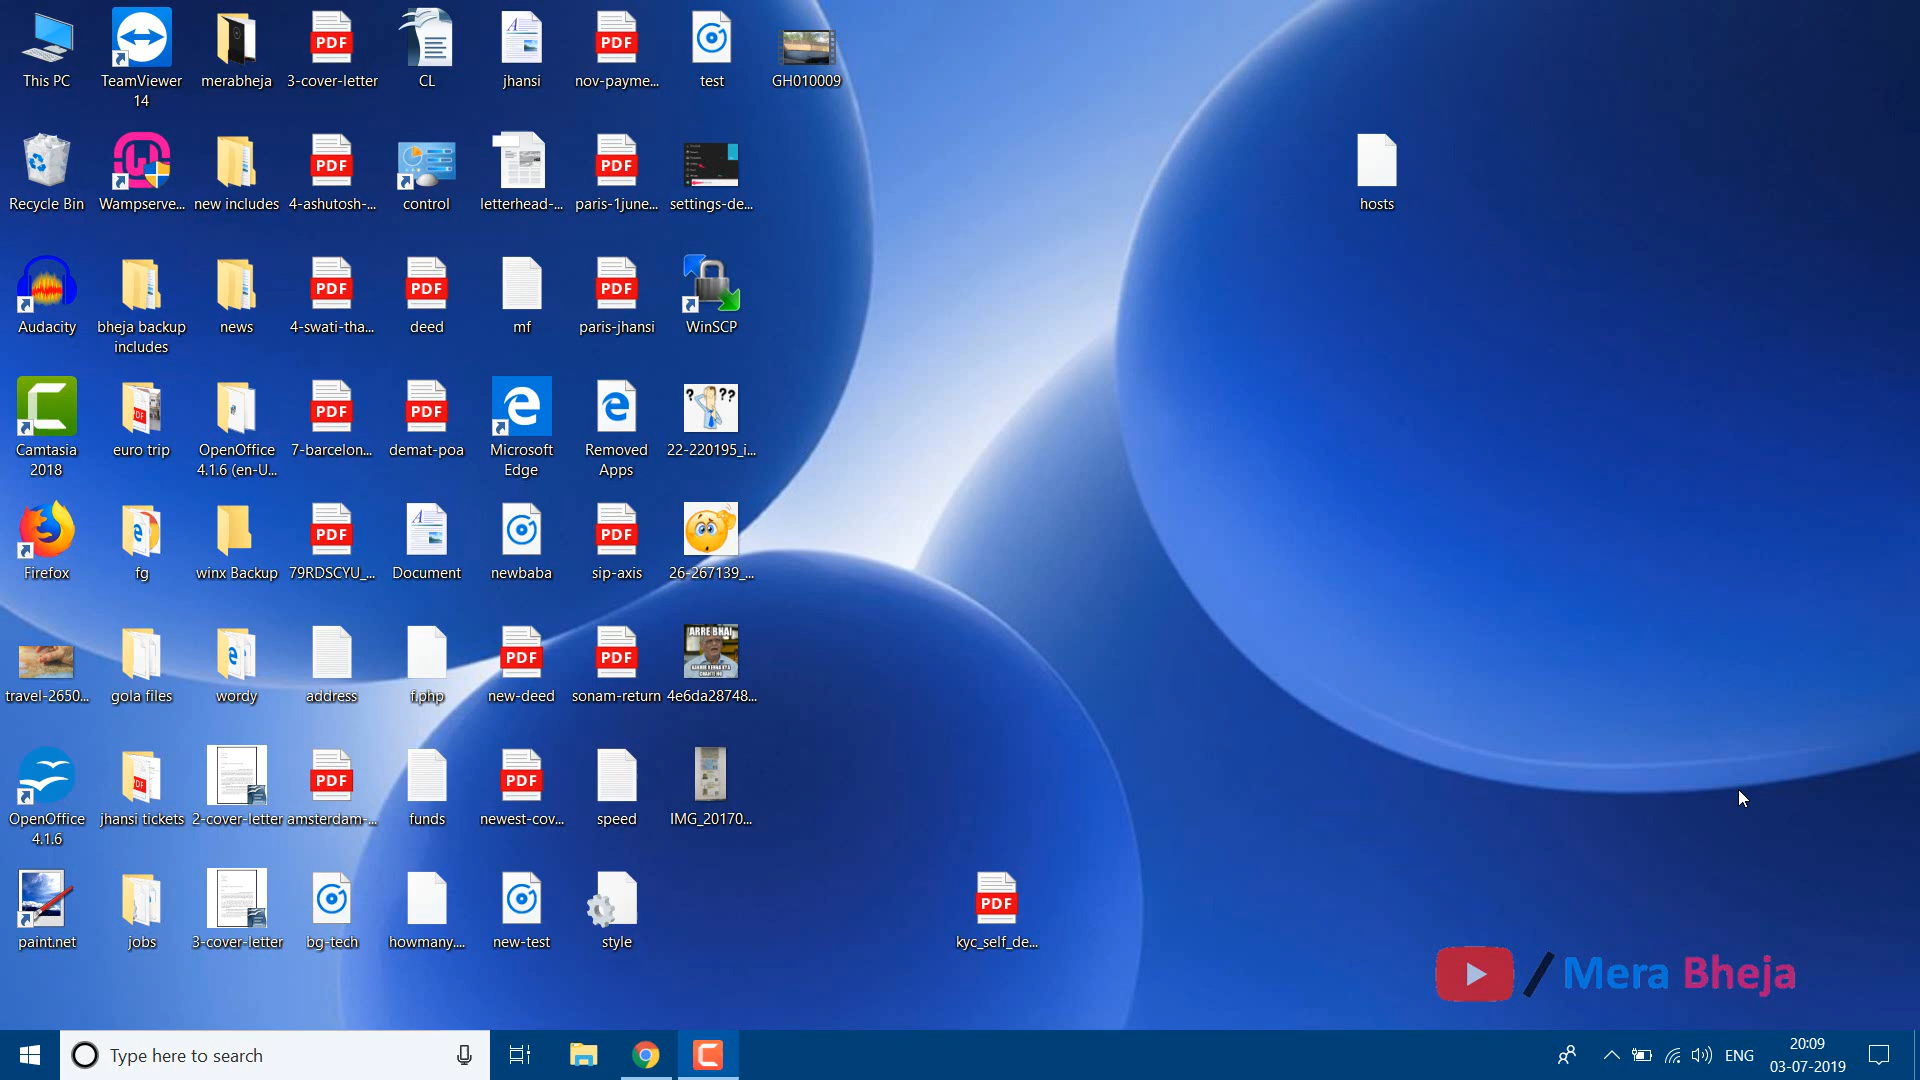 This PC
TeamViewer
14
merabheja
3-cover-letter
CL
jhansi
nov-payme...
test
GH010009
Recycle Bin
Wampserve...
new includes
4-ashutosh-...
control
letterhead-...
paris-1june...
settings-de...
hosts
Audacity
bheja backup
includes
news
4-swati-tha...
deed
mf
paris-jhansi
WinSCP
Camtasia
2018
euro trip
OpenOffice
4.1.6 (en-U...
7-barcelon...
demat-poa
Microsoft
Edge
Removed
Apps
22-220195_i...
Firefox
fg
winx Backup
79RDSCYU_...
Document
newbaba
sip-axis
26-267139_...
travel-2650...
gola files
wordy
address
f.php
new-deed
sonam-return
ARRE BHAI
4e6da28748...
OpenOffice
4.1.6
jhansi tickets
2-cover-letter
amsterdam-...
funds
newest-cov...
speed
IMG_20170...
paint.net
jobs
3-cover-letter
bg-tech
howmany....
new-test
style
kyc_self_de...
/ Mera Bheja
Type here to search
ENG
20:09
03-07-2019